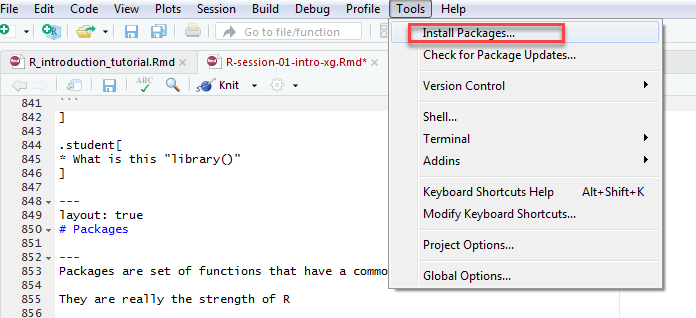 File Edit Code View Plots Session Build Debug Profile Tools Help
Go to file/function
R_introduction_tutorial.Rmd R-session-01-intro-xg.Rmd*
ABC Knit
841 ```
842 ]
843
844 .student[
845 * What is this "library()"
846 ]
847
848 ---
849 layout: true
850 # Packages
851
852 ---
853 Packages are set of functions that have a commo
854
855 They are really the strength of R
856
Install Packages...
Check for Package Updates...
Version Control
Shell...
Terminal
Addins
Keyboard Shortcuts Help Alt+Shift+K
Modify Keyboard Shortcuts...
Project Options...
Global Options...